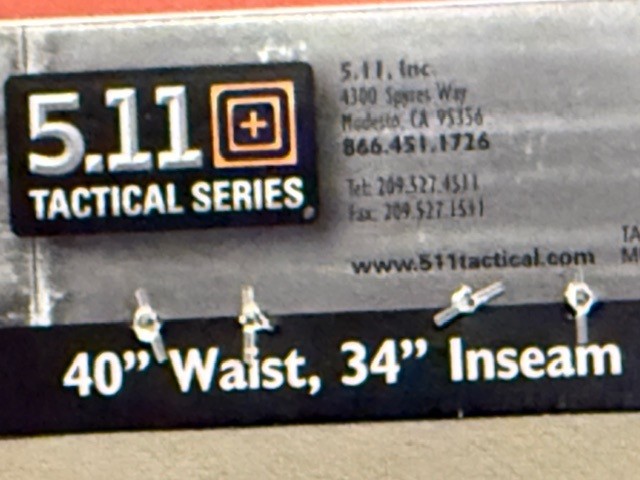 5.11
TACTICAL SERIES®
5.11, Inc.
4300 Spyres Way
Modesto, CA 95356
866.451.1726
Tel: 209.527.4511
Fax: 209.527.1511
www.511tactical.com
TA
M
40” Waist, 34” Inseam